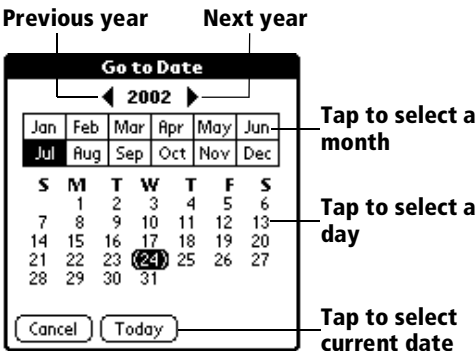 Previous year Next year
Go to Date
2002
Jan Feb Mar Apr May Jun
Tap to select a
month
Jul Aug Sep Oct Nov Dec
S M T W T F S
1 2 3 4 5 6
Tap to select a
day
7 8 9 10 11 12 13
14 15 16 17 18 19 20
21 22 23 24 25 26 27
28 29 30 31
Cancel Today
Tap to select
current date